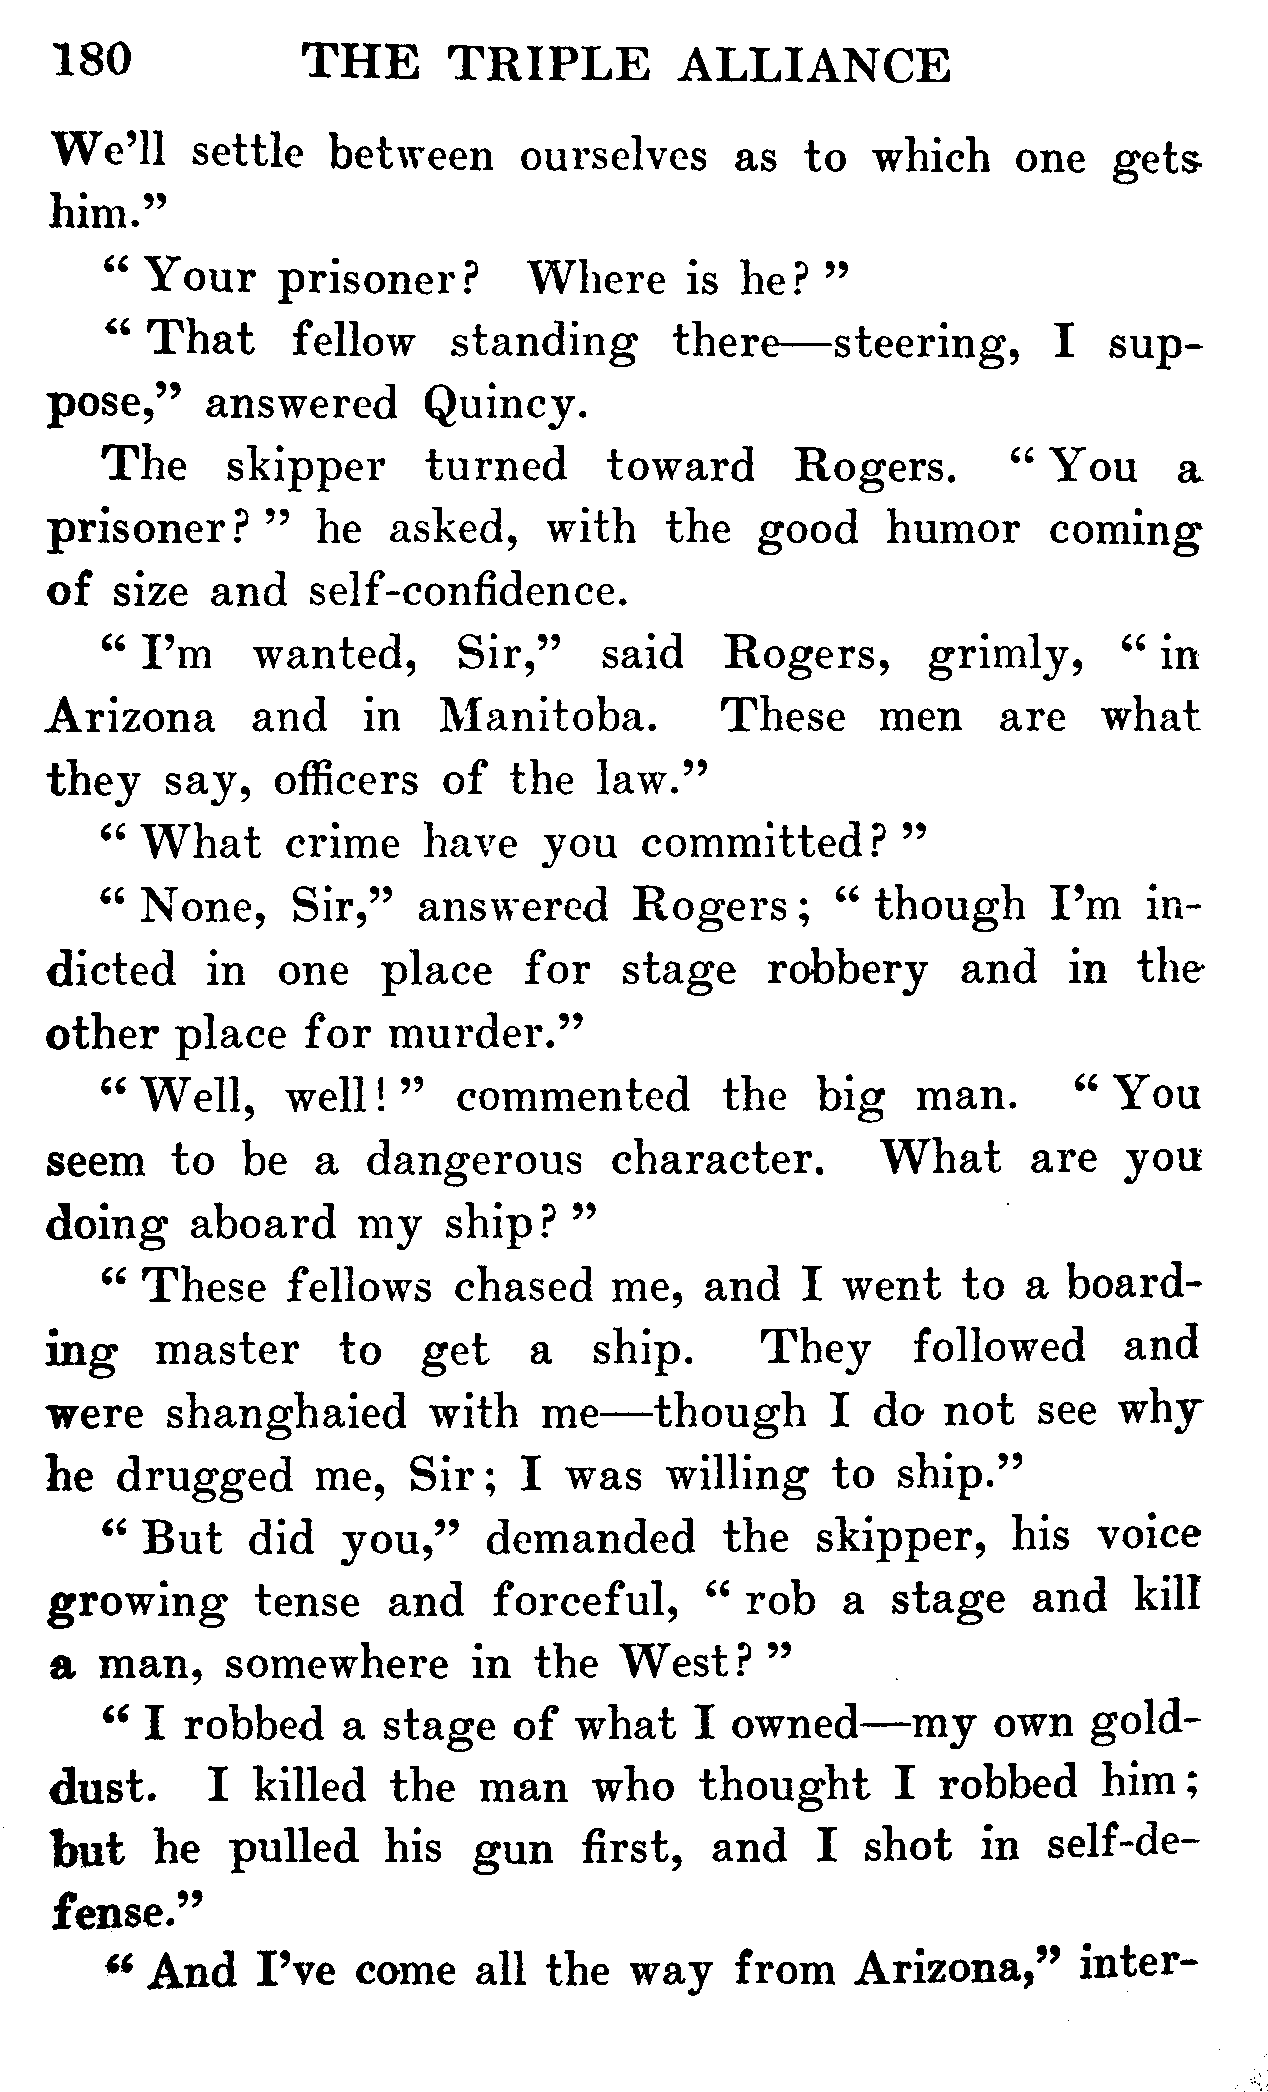 180 THE TRIPLE ALLIANCE
We'll settle between ourselves as to which one gets
him."
" Your prisoner? Where is he? "
" That fellow standing there—steering, I sup-
pose," answered Quincy.
The skipper turned toward Rogers. " You a
prisoner? " he asked, with the good humor coming
of size and self-confidence.
" I'm wanted, Sir," said Rogers, grimly, " in
Arizona and in Manitoba. These men are what
they say, officers of the law."
" What crime have you committed? "
" None, Sir," answered Rogers; " though I'm in-
dicted in one place for stage robbery and in the
other place for murder."
" Well, well! " commented the big man. " You
seem to be a dangerous character. What are you
doing aboard my ship? "
" These fellows chased me, and I went to a board-
ing master to get a ship. They followed and
were shanghaied with me—though I do not see why
he drugged me, Sir; I was willing to ship."
" But did you," demanded the skipper, his voice
growing tense and forceful, " rob a stage and kill
a man, somewhere in the West? "
" I robbed a stage of what I owned—my own gold-
dust. I killed the man who thought I robbed him;
but he pulled his gun first, and I shot in self-de-
fense."
" And I've come all the way from Arizona," inter-